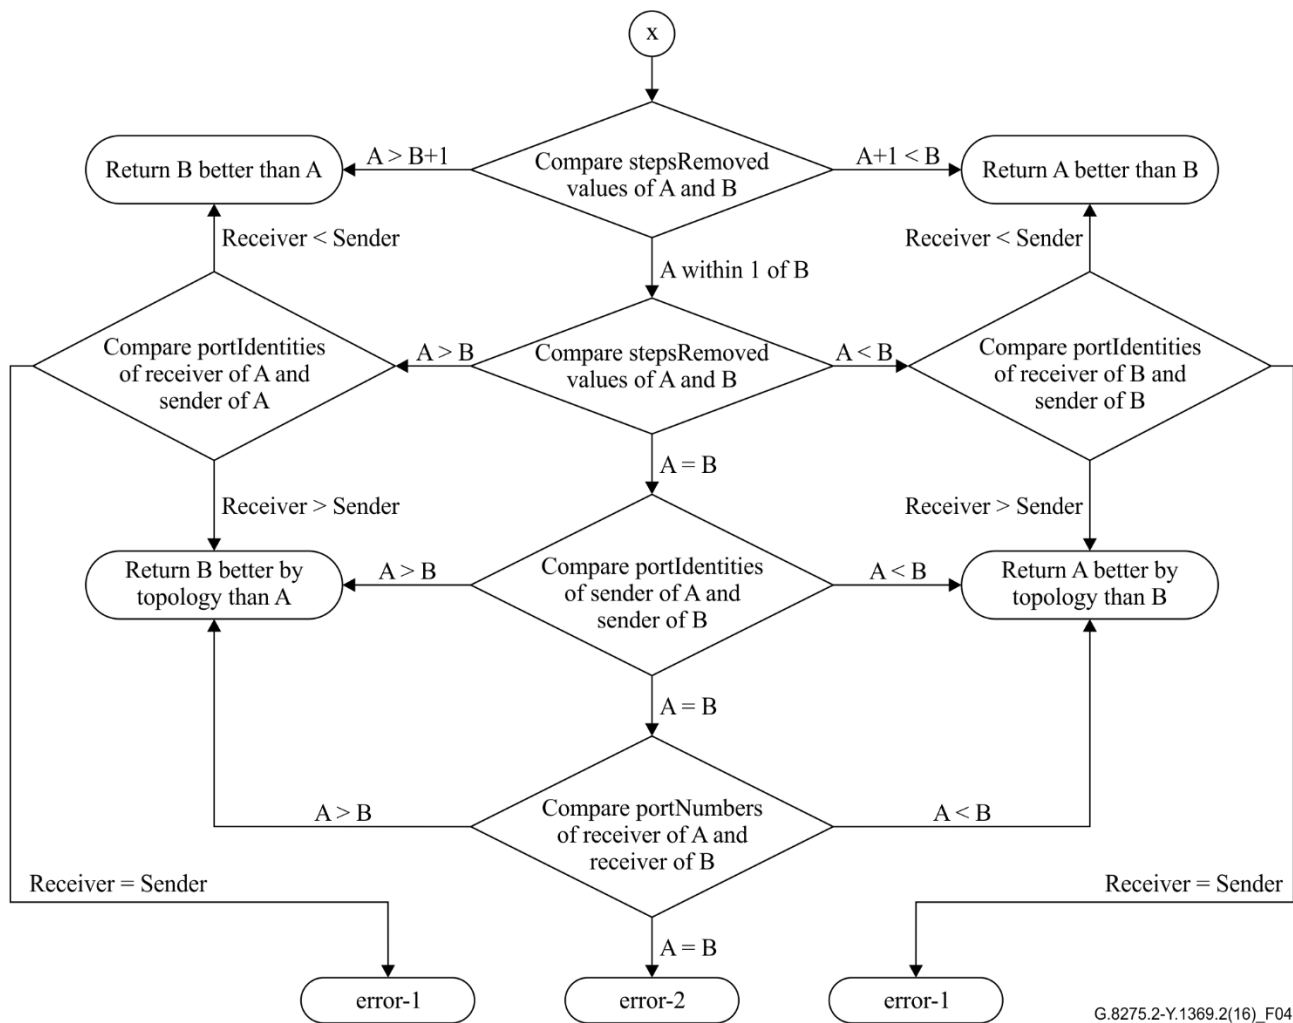 x
Compare stepsRemoved
values of A and B
A > B+1
A+1 < B
Return B better than A
Return A better than B
Receiver < Sender
Receiver < Sender
A within 1 of B
Compare portIdentities
of receiver of A and
sender of A
A > B
Compare stepsRemoved
values of A and B
A < B
Compare portIdentities
of receiver of B and
sender of B
A = B
Receiver > Sender
Receiver > Sender
Return B better by
topology than A
A > B
Compare portIdentities
of sender of A and
sender of B
A < B
Return A better by
topology than B
A = B
A > B
Compare portNumbers
of receiver of A and
receiver of B
A < B
Receiver = Sender
Receiver = Sender
A = B
error-1
error-2
error-1
G.8275.2-Y.1369.2(16)_F04